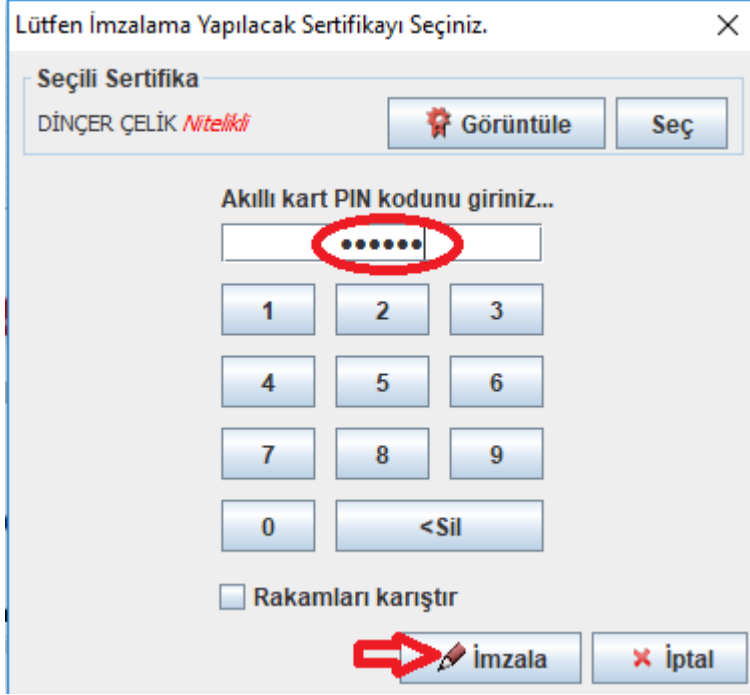 Lütfen İmzalama Yapılacak Sertifikayı Seçiniz.
Seçili Sertifika
DİNÇER ÇELİK Nitelikli
Görüntüle
Seç
Akıllı kart PIN kodunu giriniz...
••••••
1 2 3
4 5 6
7 8 9
0 <Sil
Rakamları karıştır
İmzala
İptal